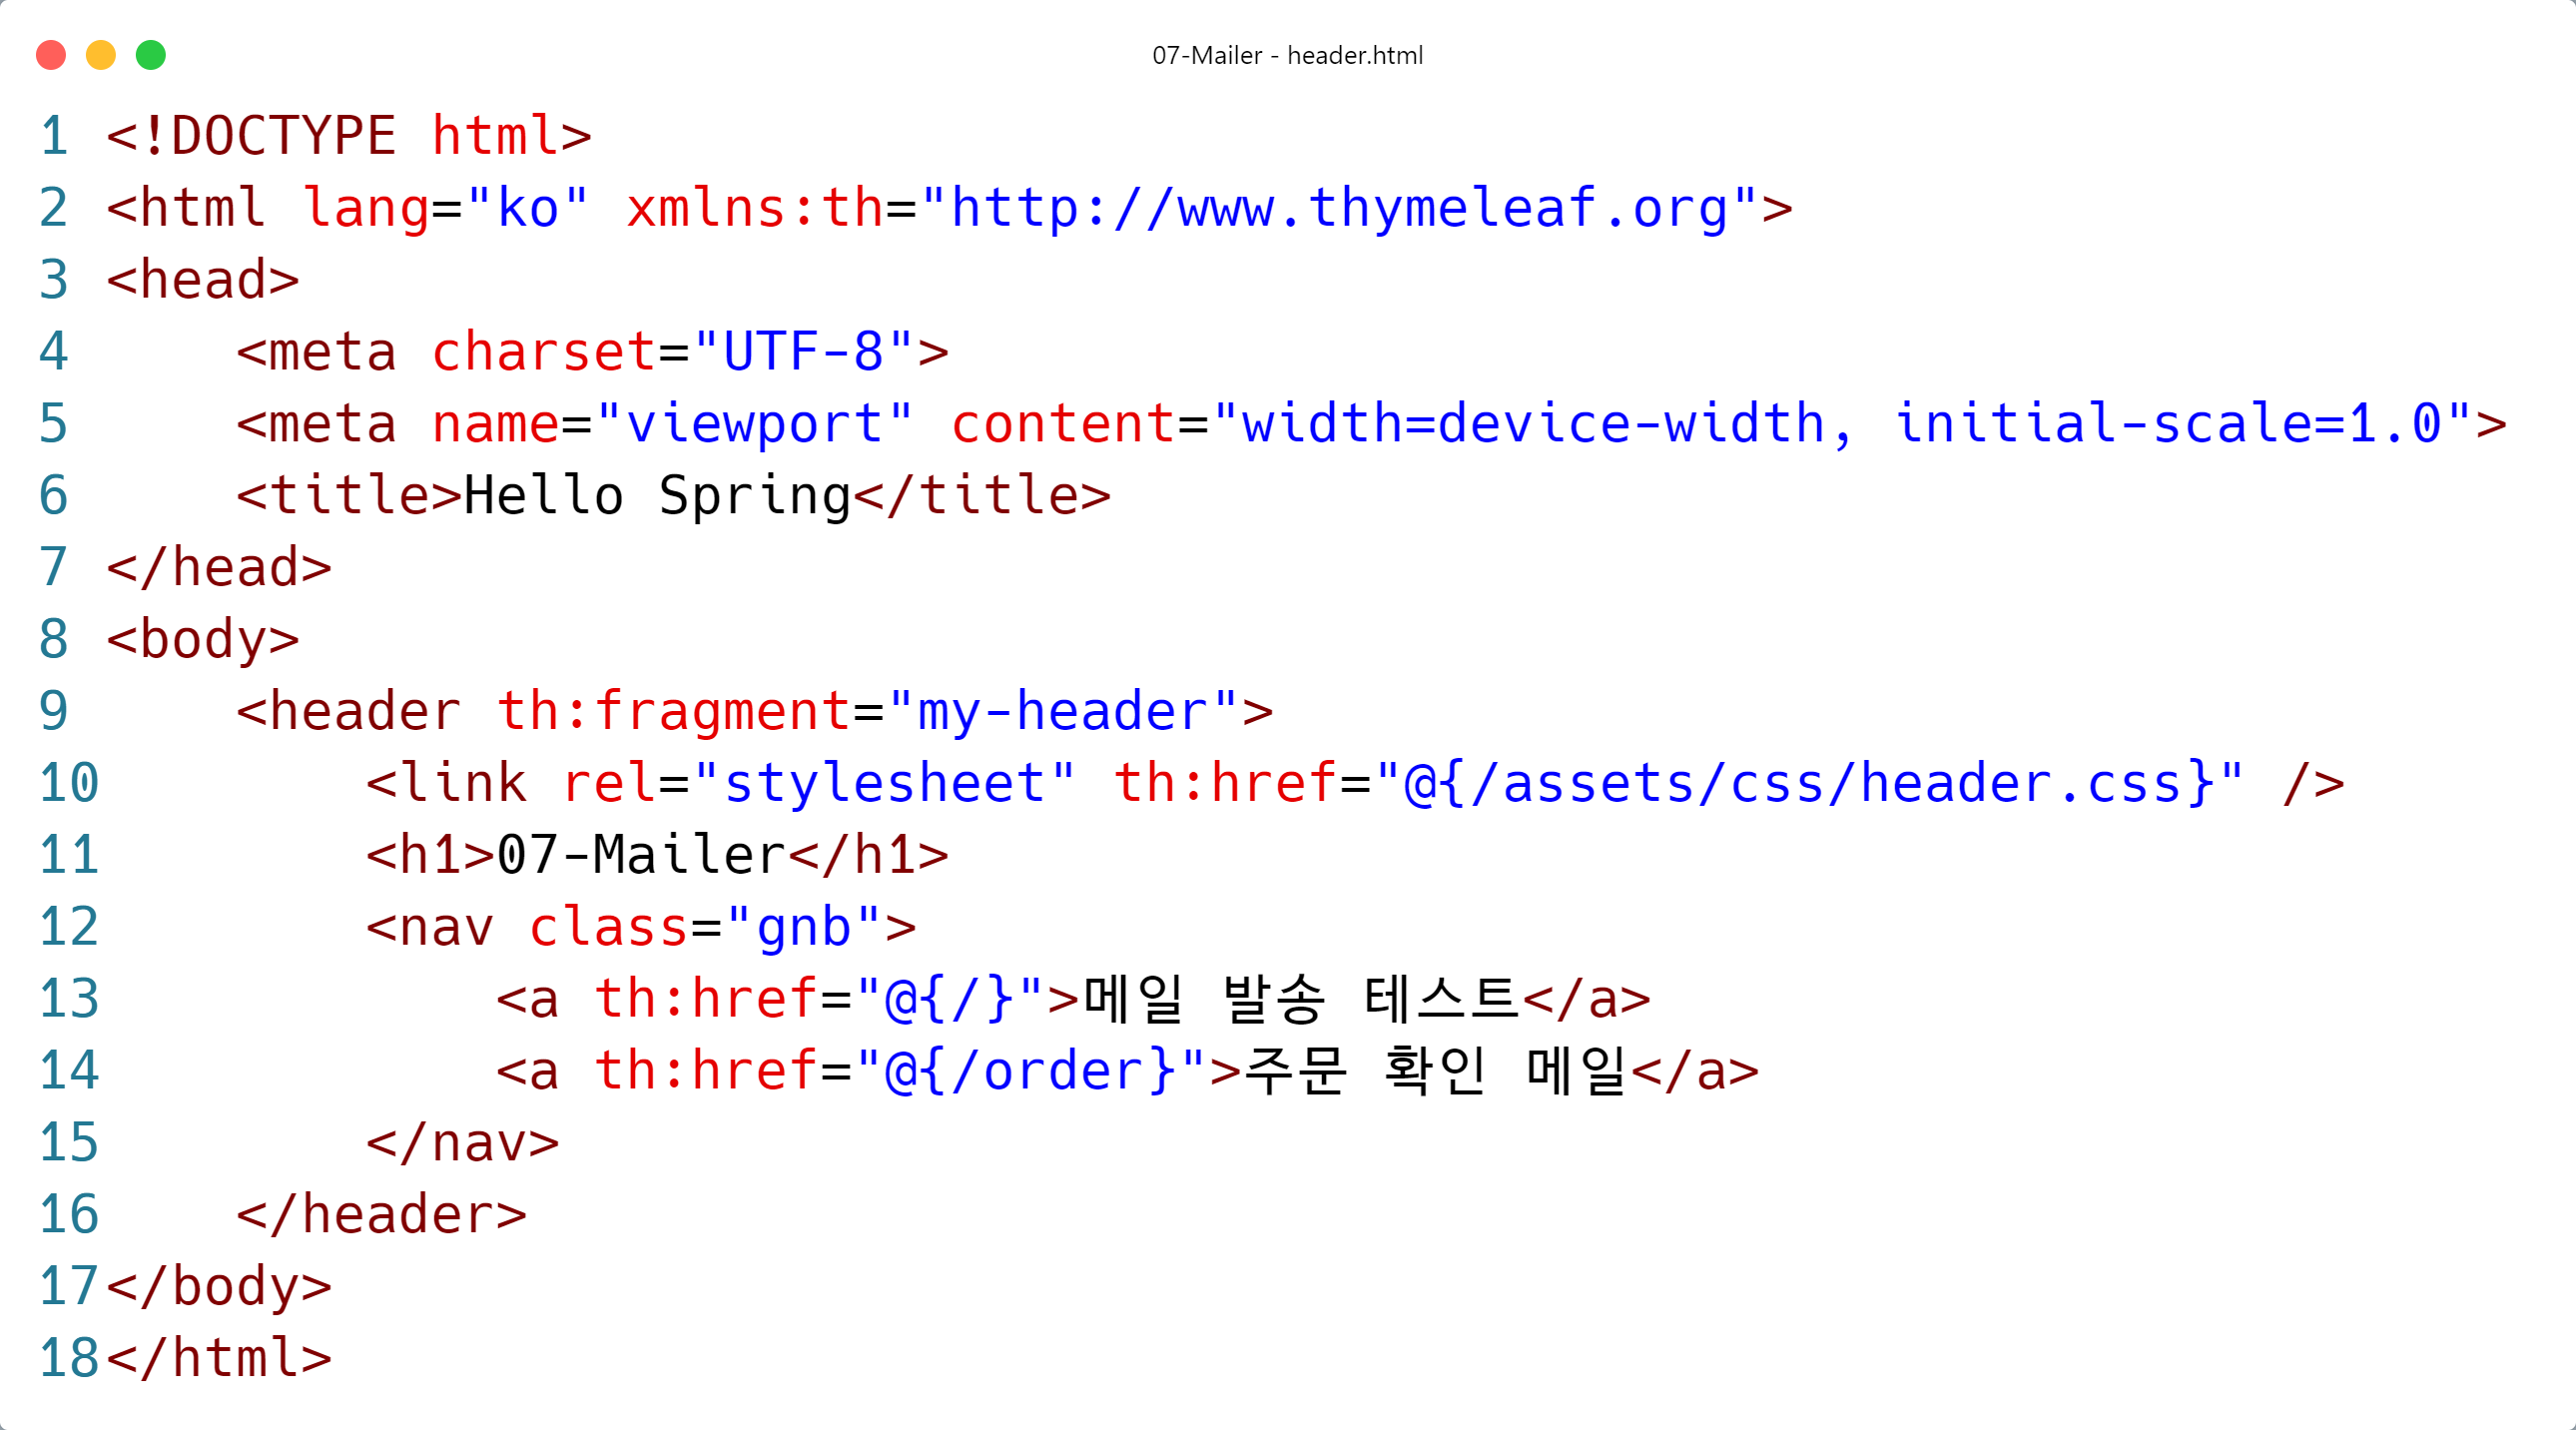 07-Mailer - header.html
1 <!DOCTYPE html>
2 <html lang="ko" xmlns:th="http://www.thymeleaf.org">
3 <head>
4     <meta charset="UTF-8">
5     <meta name="viewport" content="width=device-width, initial-scale=1.0">
6     <title>Hello Spring</title>
7 </head>
8 <body>
9     <header th:fragment="my-header">
10         <link rel="stylesheet" th:href="@{/assets/css/header.css}" />
11         <h1>07-Mailer</h1>
12         <nav class="gnb">
13             <a th:href="@{/}">메일 발송 테스트</a>
14             <a th:href="@{/order}">주문 확인 메일</a>
15         </nav>
16     </header>
17 </body>
18 </html>